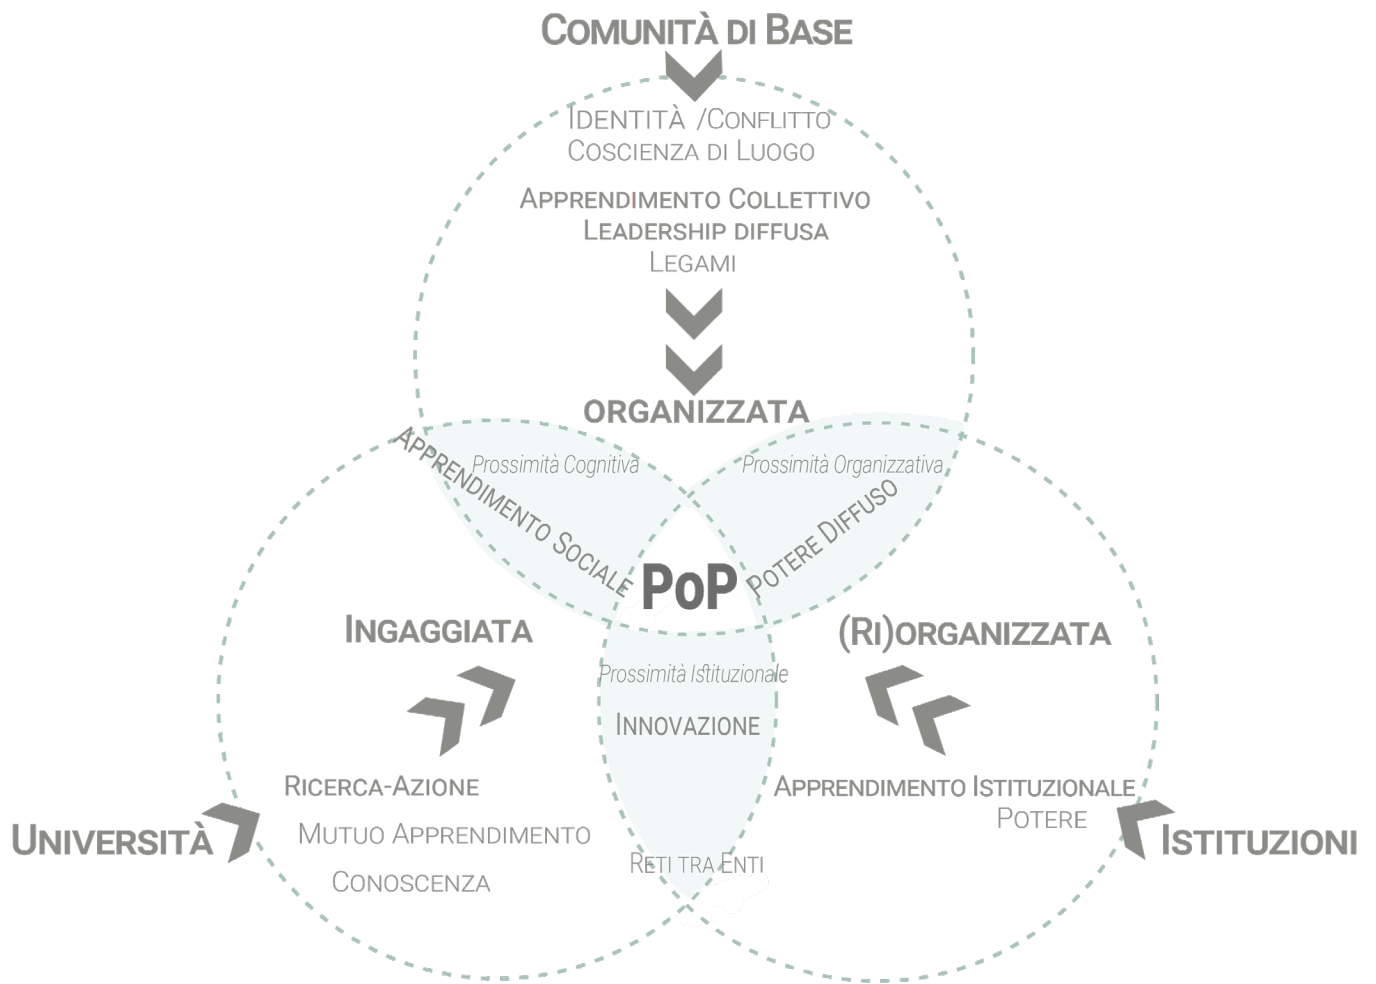 COMUNITÀ DI BASE
IDENTITÀ /CONFLITTO
COSCIENZA DI LUOGO
APPRENDIMENTO COLLETTIVO
LEADERSHIP DIFFUSA
LEGAMI
ORGANIZZATA
Prossimità Cognitiva
Prossimità Organizzativa
APPRENDIMENTO SOCIALE
POTERE DIFFUSO
PoP
INGAGGIATA
(RI)ORGANIZZATA
Prossimità Istituzionale
INNOVAZIONE
RICERCA-AZIONE
APPRENDIMENTO ISTITUZIONALE
POTERE
UNIVERSITÀ
MUTUO APPRENDIMENTO
ISTITUZIONI
RETI TRA ENTI
CONOSCENZA